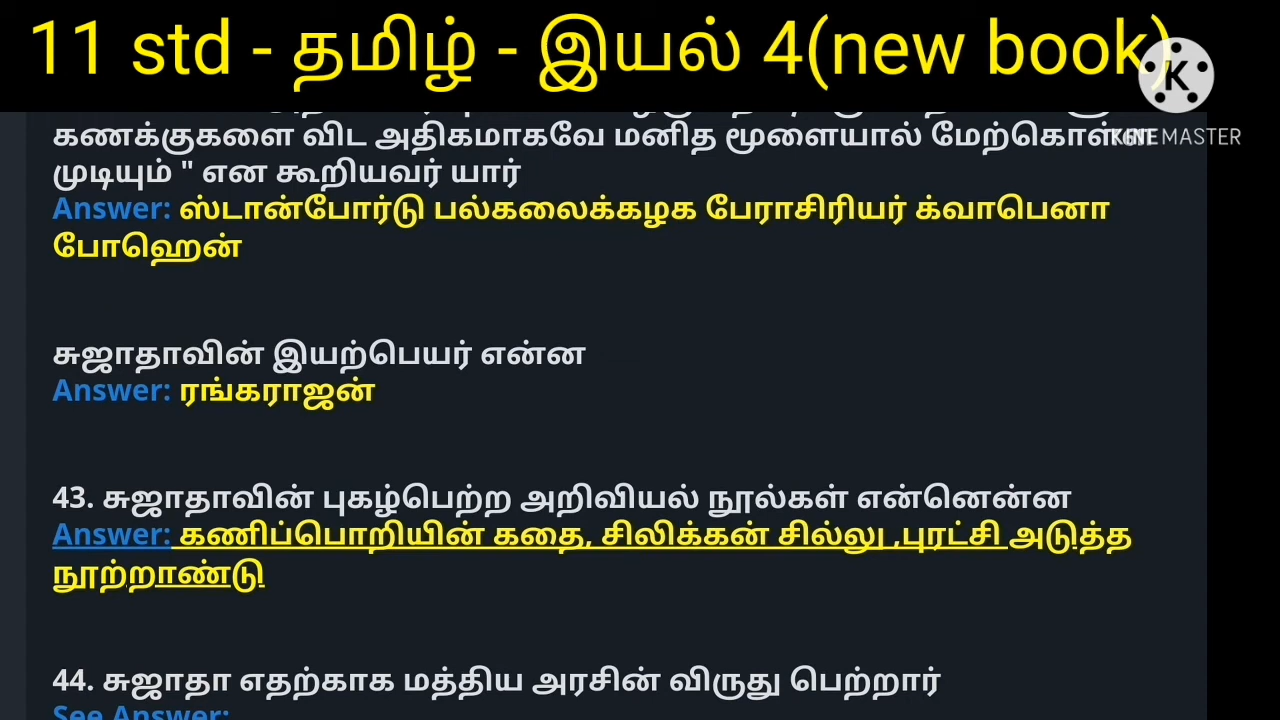 11 std - தமிழ் - இயல் 4(new book)
K
KINEMASTER
கணக்குகளை விட அதிகமாகவே மனித மூளையால் மேற்கொள்ள
முடியும் " என கூறியவர் யார்
Answer: ஸ்டான்போர்டு பல்கலைக்கழக பேராசிரியர் க்வாபெனா
போஹென்
சுஜாதாவின் இயற்பெயர் என்ன
Answer: ரங்கராஜன்
43. சுஜாதாவின் புகழ்பெற்ற அறிவியல் நூல்கள் என்னென்ன
Answer: கணிப்பொறியின் கதை, சிலிக்கன் சில்லு ,புரட்சி அடுத்த
நூற்றாண்டு
44. சுஜாதா எதற்காக மத்திய அரசின் விருது பெற்றார்
See Answer: